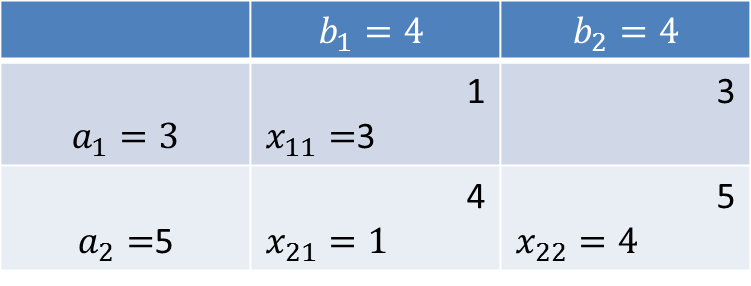 b₁ = 4 b₂ = 4
1 3
a₁ = 3 x₁₁ =3
4 5
a₂ =5 x₂₁ = 1 x₂₂ = 4